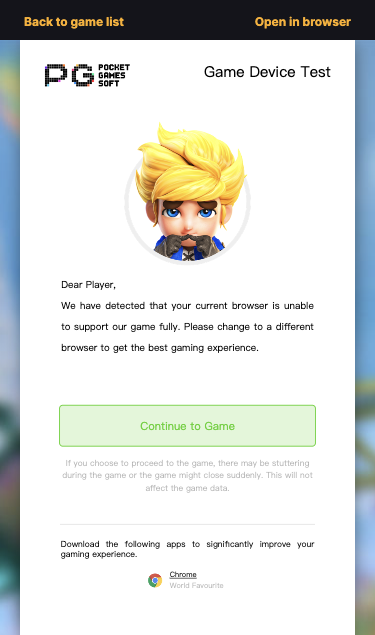 Back to game list
Open in browser
PG POCKET GAMES SOFT
Game Device Test
Dear Player,
We have detected that your current browser is unable
to support our game fully. Please change to a different
browser to get the best gaming experience.
Continue to Game
If you choose to proceed to the game, there may be stuttering
during the game or the game might close suddenly. This will not
affect the game data.
Download the following apps to significantly improve your
gaming experience.
Chrome
World Favourite